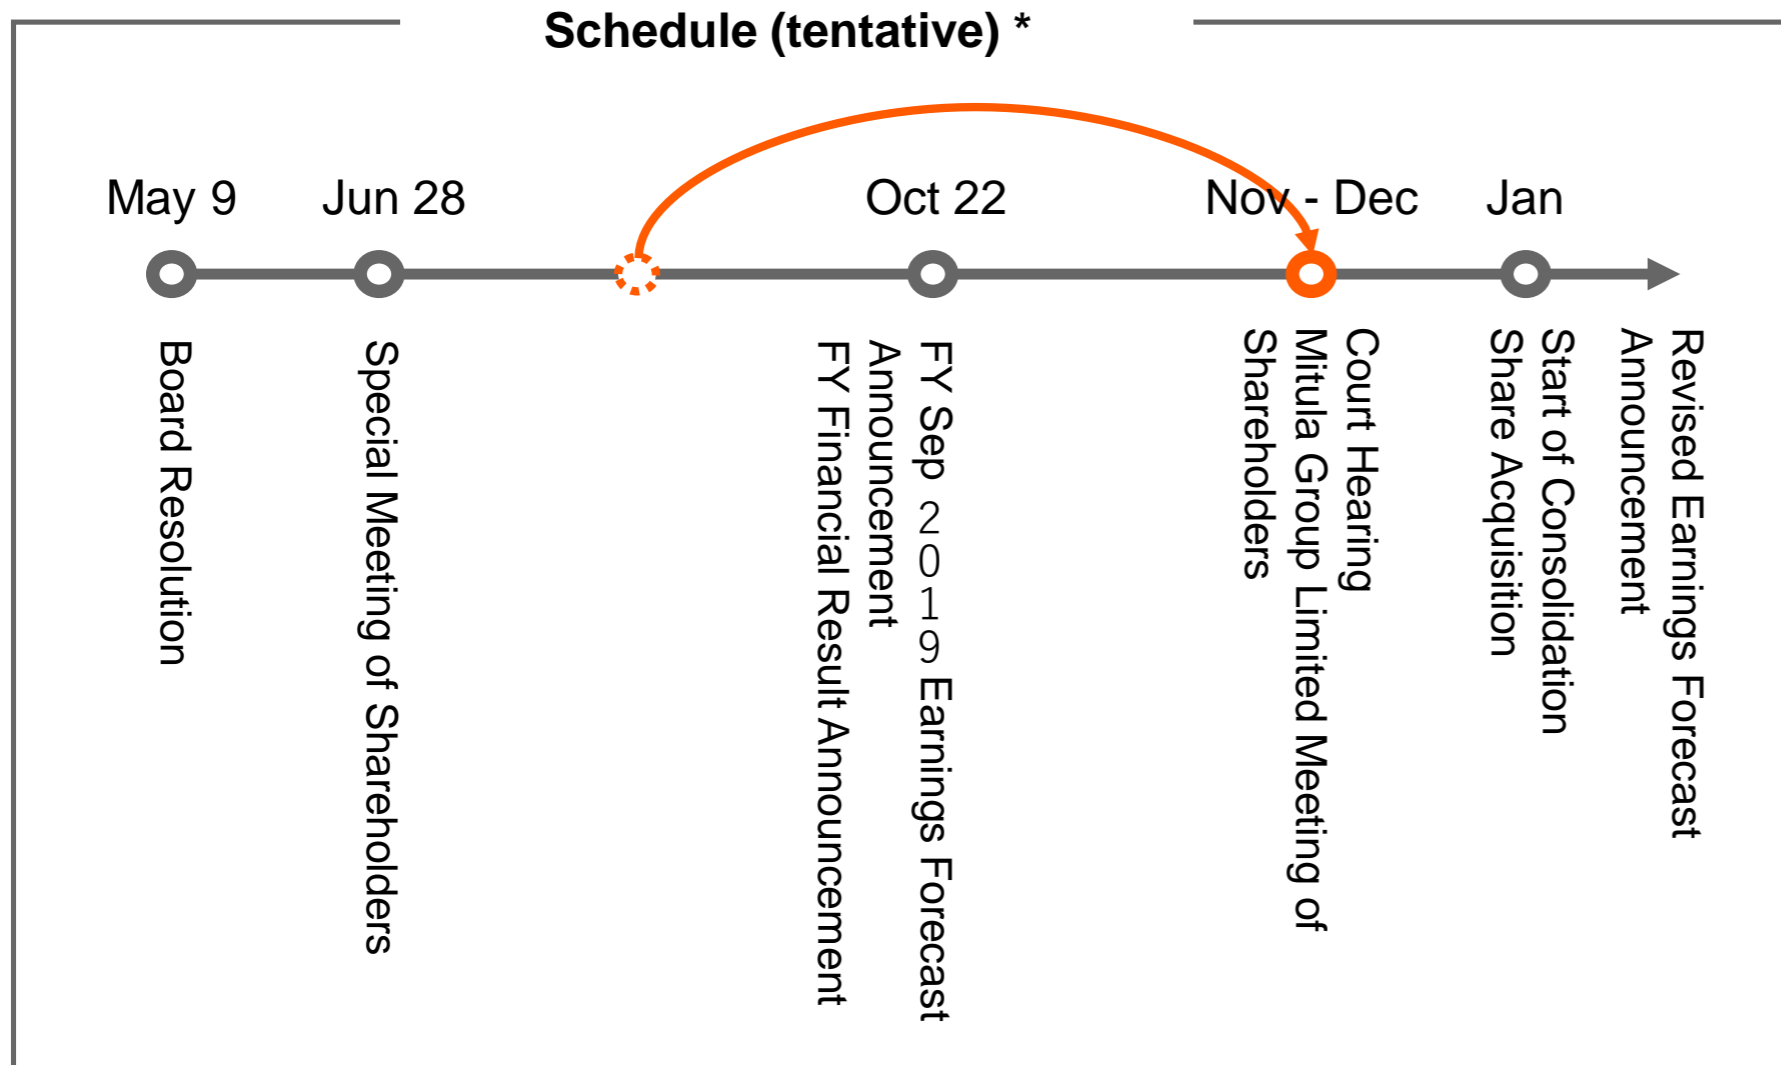 Schedule (tentative) *
May 9
Jun 28
Oct 22
Nov - Dec
Jan
Board Resolution
Special Meeting of Shareholders
FY Sep 2019 Earnings Forecast
Announcement
FY Financial Result Announcement
Court Hearing
Mitula Group Limited Meeting of
Shareholders
Start of Consolidation
Share Acquisition
Revised Earnings Forecast
Announcement